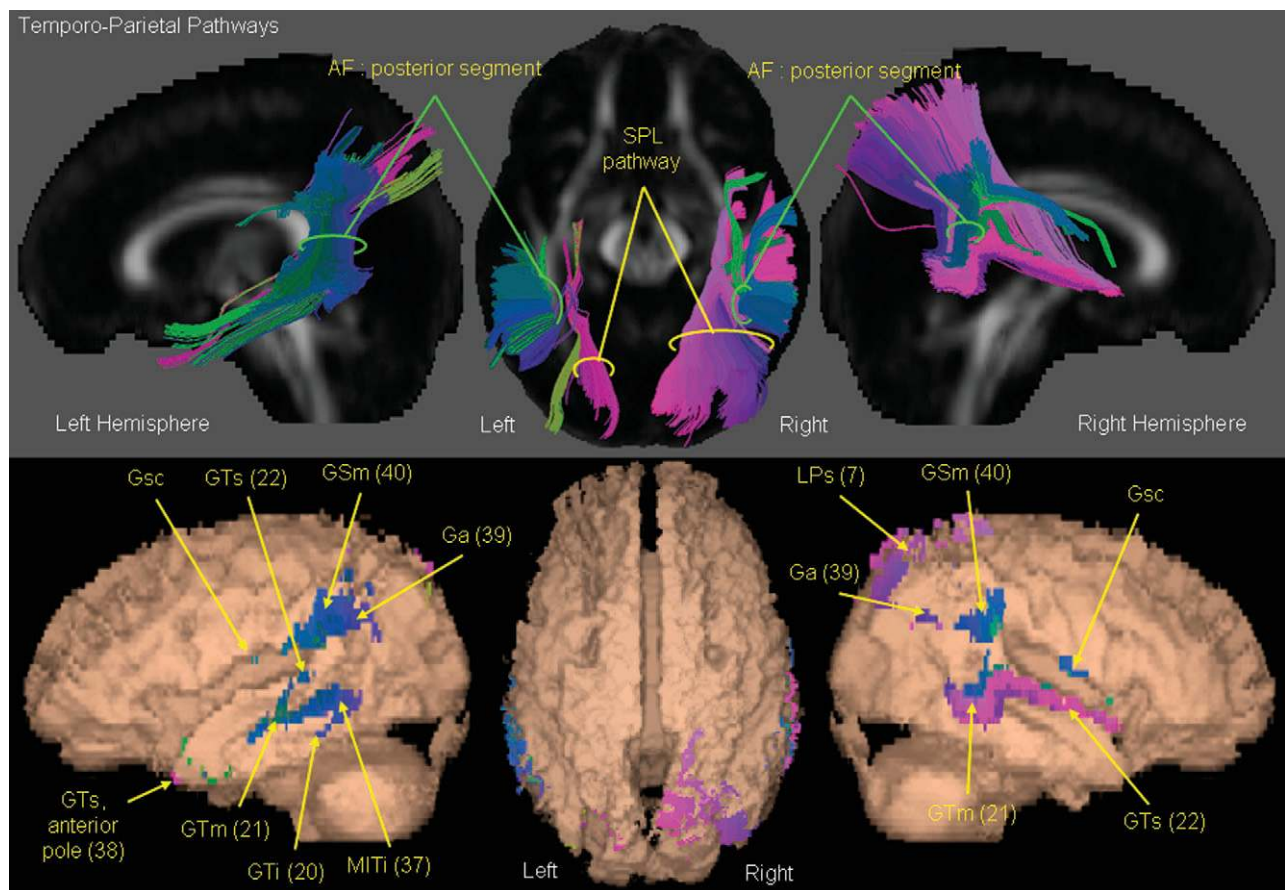 Temporo-Parietal Pathways
AF : posterior segment
AF : posterior segment
SPL
pathway
Left Hemisphere
Left
Right
Right Hemisphere
Gsc
GTs (22)
GSm (40)
Ga (39)
LPs (7)
GSm (40)
Gsc
Ga (39)
GTs,
anterior
pole (38)
GTm (21)
GTi (20)
MITi (37)
Left
Right
GTm (21)
GTs (22)